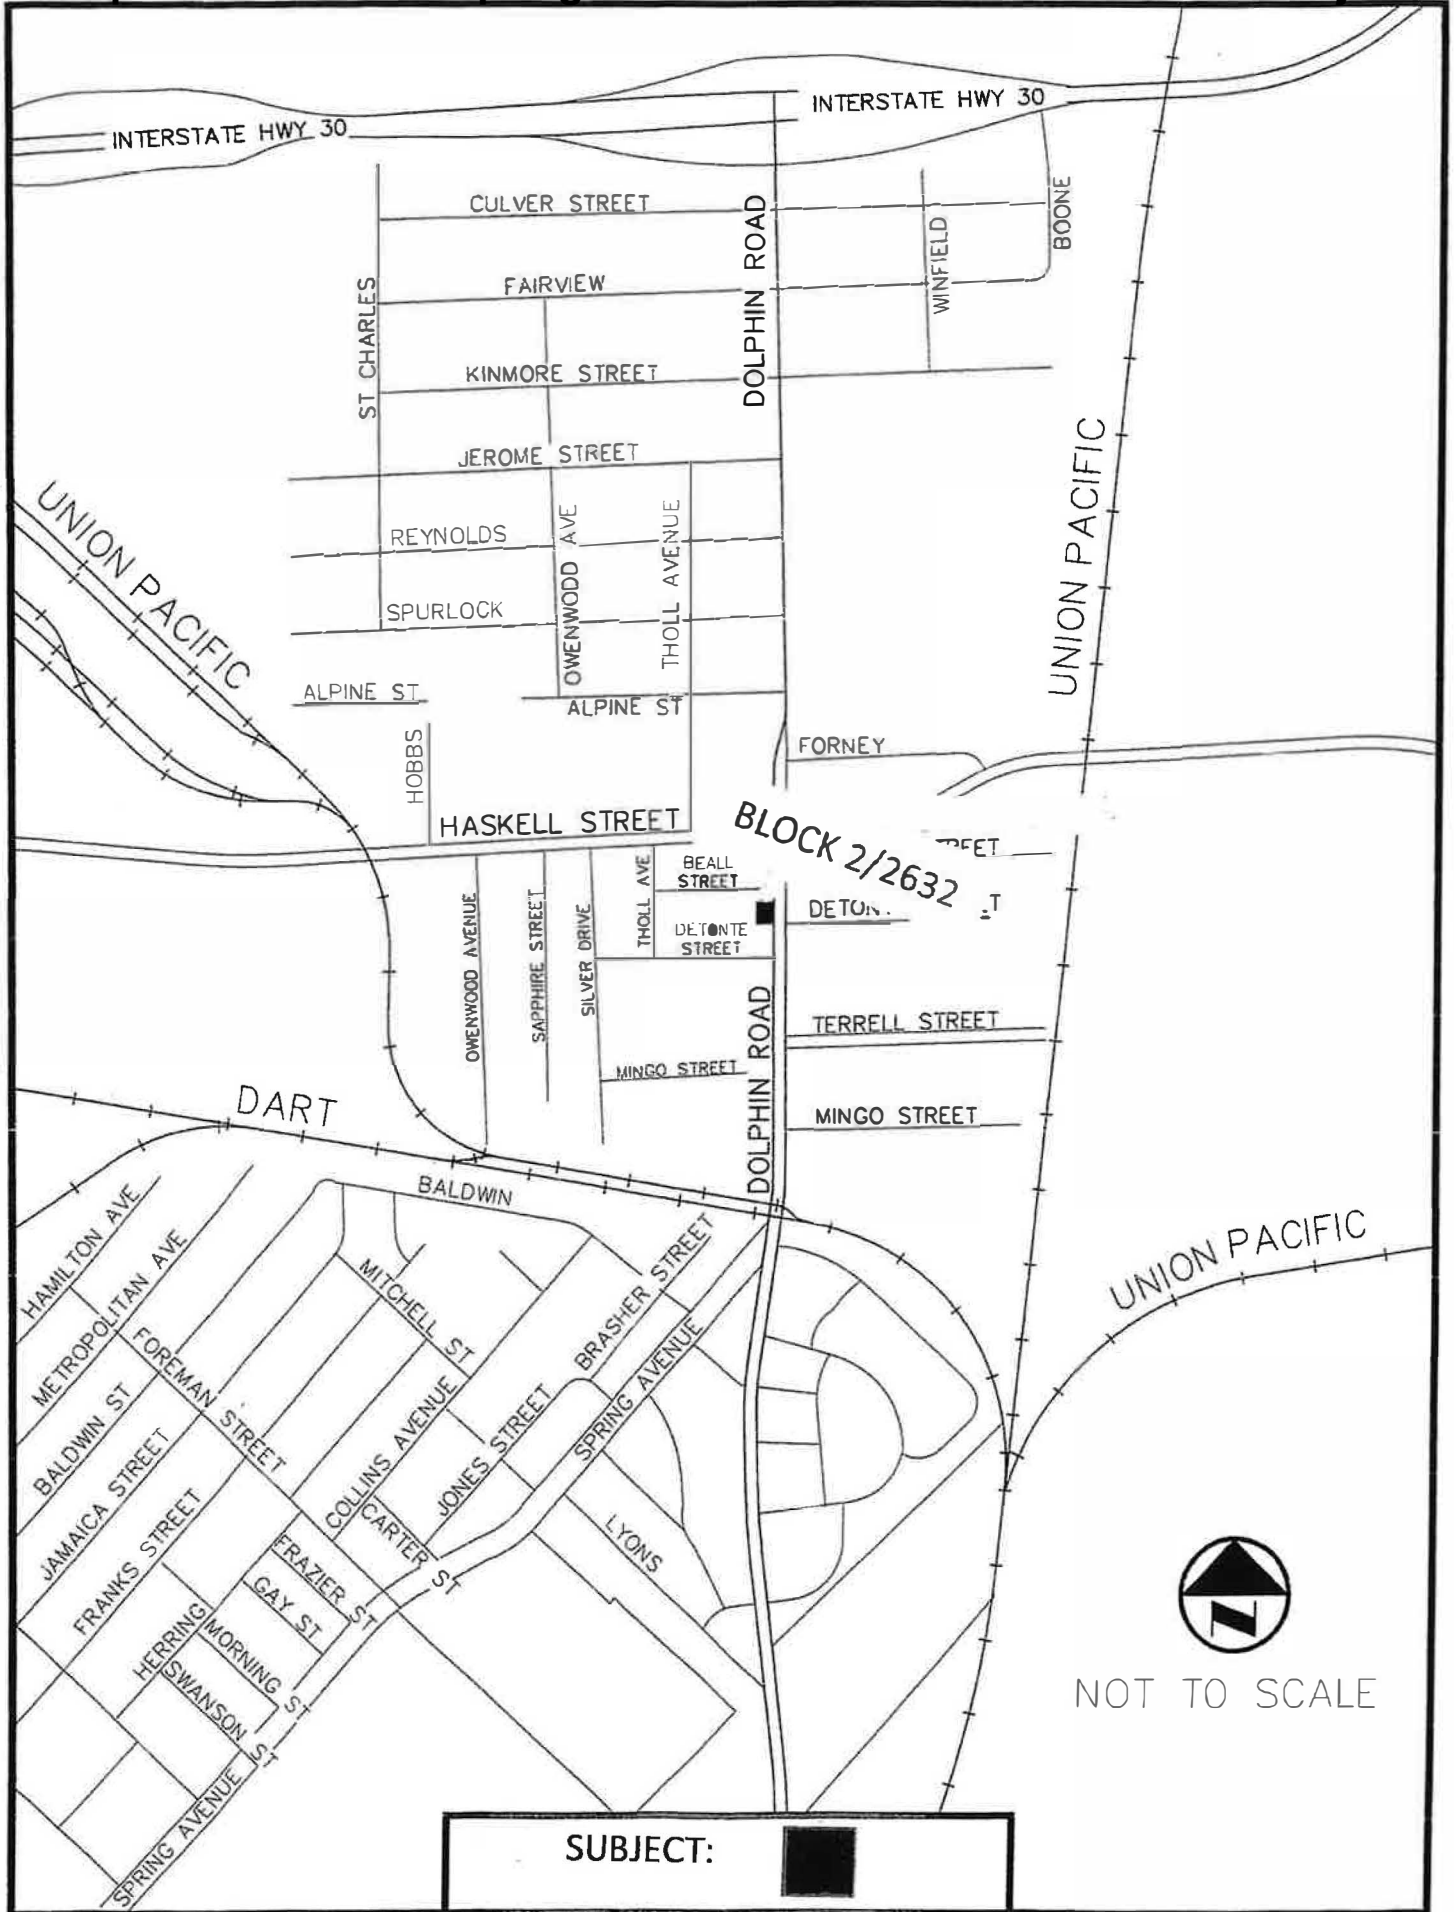 INTERSTATE HWY 30
INTERSTATE HWY 30
CULVER STREET
DOLPHIN ROAD
WINFIELD
BOONE
FAIRVIEW
ST CHARLES
KINMORE STREET
JEROME STREET
UNION PACIFIC
UNION PACIFIC
REYNOLDS
OWENWODD AVE
THOLL AVENUE
SPURLOCK
ALPINE ST
ALPINE ST
HOBBS
FORNEY
HASKELL STREET
BLOCK 2/2632
BEALL
STREET
THOLL AVE
DETONTE
STREET
OWENWOOD AVENUE
SAPPHIRE STREET
SILVER DRIVE
DOLPHIN ROAD
TERRELL STREET
MINGO STREET
MINGO STREET
DART
BALDWIN
HAMILTON AVE
METROPOLITAN AVE
MITCHELL ST
BRASHER STREET
UNION PACIFIC
FOREMAN STREET
BALDWIN ST
JAMAICA STREET
FRANKS STREET
COLLINS AVENUE
JONES STREET
SPRING AVENUE
CARTER ST
LYONS
FRAZIER ST
GAY ST
HERRING
MORNING ST
SWANSON ST
SPRING AVENUE
NOT TO SCALE
SUBJECT: